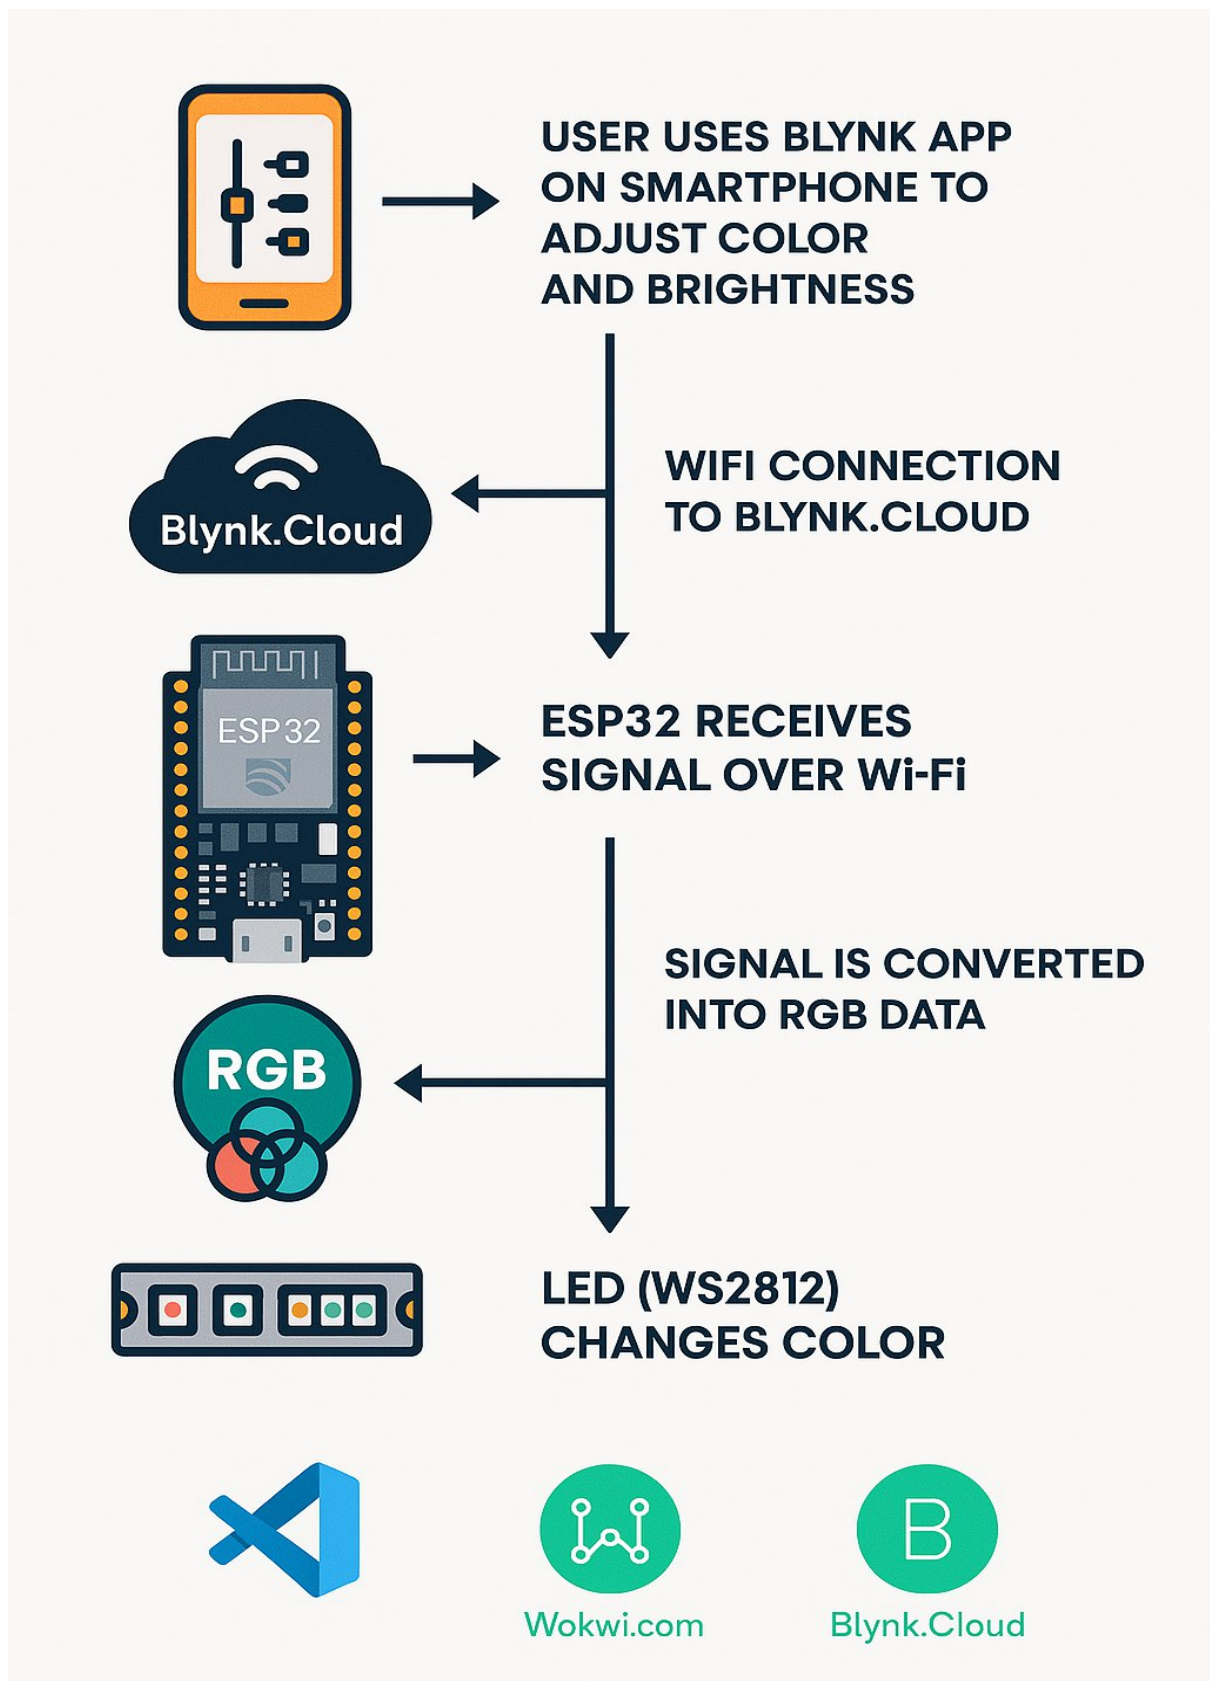 USER USES BLYNK APP
ON SMARTPHONE TO
ADJUST COLOR
AND BRIGHTNESS
Blynk.Cloud
WIFI CONNECTION
TO BLYNK.CLOUD
ESP32
ESP32 RECEIVES
SIGNAL OVER Wi-Fi
SIGNAL IS CONVERTED
INTO RGB DATA
RGB
LED (WS2812)
CHANGES COLOR
W
B
Wokwi.com
Blynk.Cloud